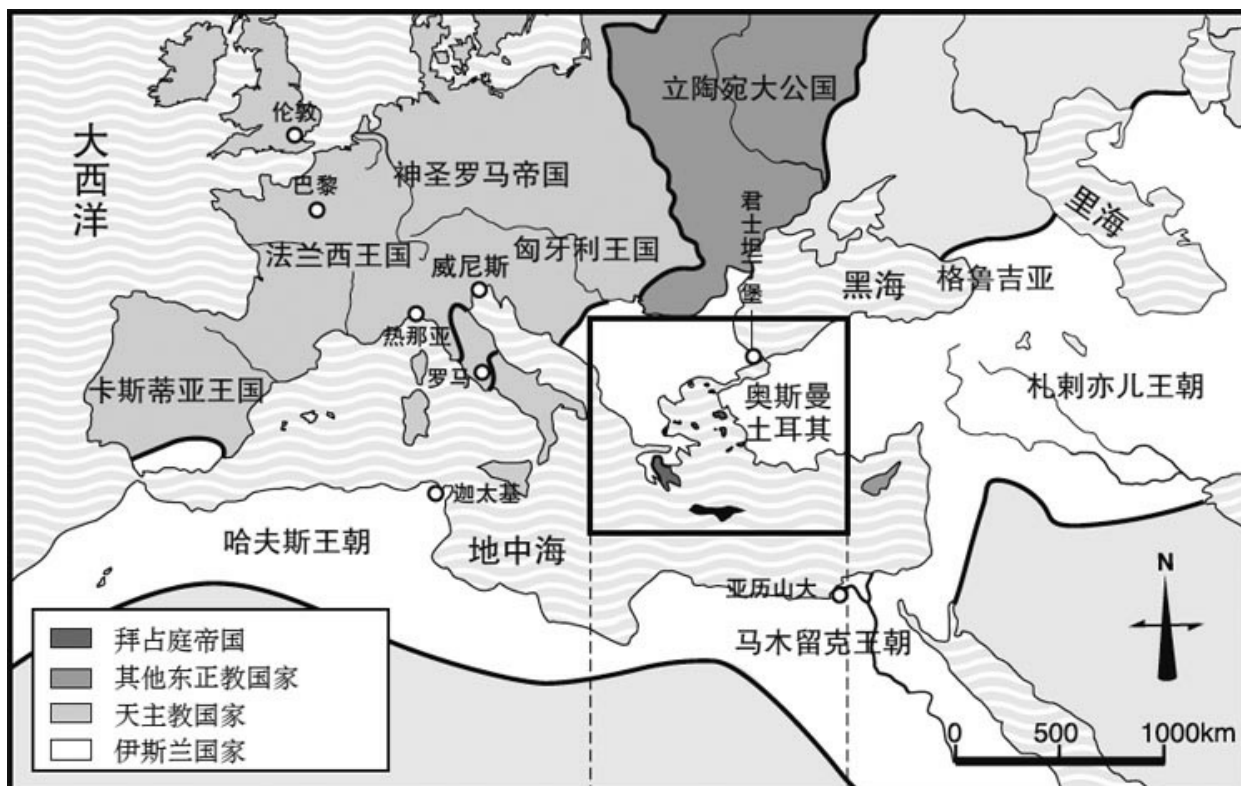 立陶宛大公国
伦敦
大西洋
神圣罗马帝国
巴黎
君士坦丁堡
里海
法兰西王国
匈牙利王国
威尼斯
黑海
格鲁吉亚
热那亚
罗马
卡斯蒂亚王国
奥斯曼
土耳其
札剌亦儿王朝
迦太基
哈夫斯王朝
地中海
亚历山大
马木留克王朝
N
拜占庭帝国
其他东正教国家
天主教国家
伊斯兰国家
0 500 1000km